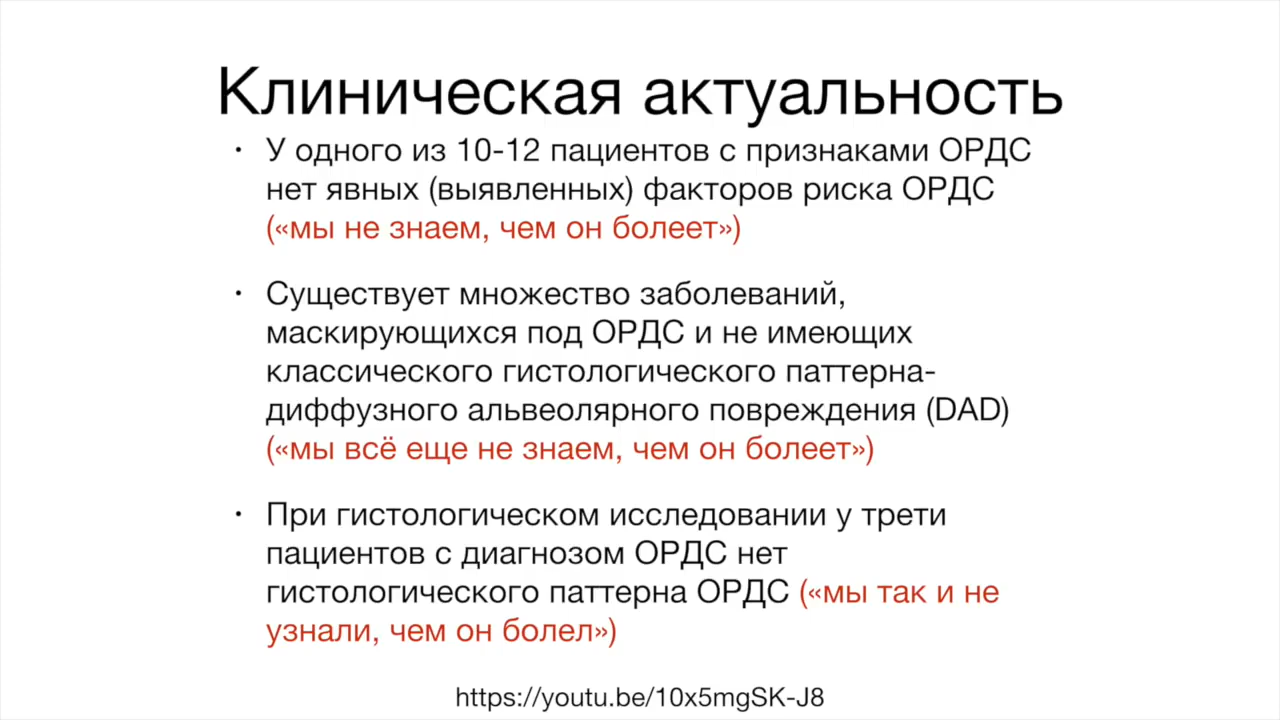 Клиническая актуальность
• У одного из 10-12 пациентов с признаками ОРДС
нет явных (выявленных) факторов риска ОРДС
(«мы не знаем, чем он болеет»)
• Существует множество заболеваний,
маскирующихся под ОРДС и не имеющих
классического гистологического паттерна-
диффузного альвеолярного повреждения (DAD)
(«мы всё еще не знаем, чем он болеет»)
• При гистологическом исследовании у трети
пациентов с диагнозом ОРДС нет
гистологического паттерна ОРДС («мы так и не
узнали, чем он болел»)
https://youtu.be/10x5mgSK-J8